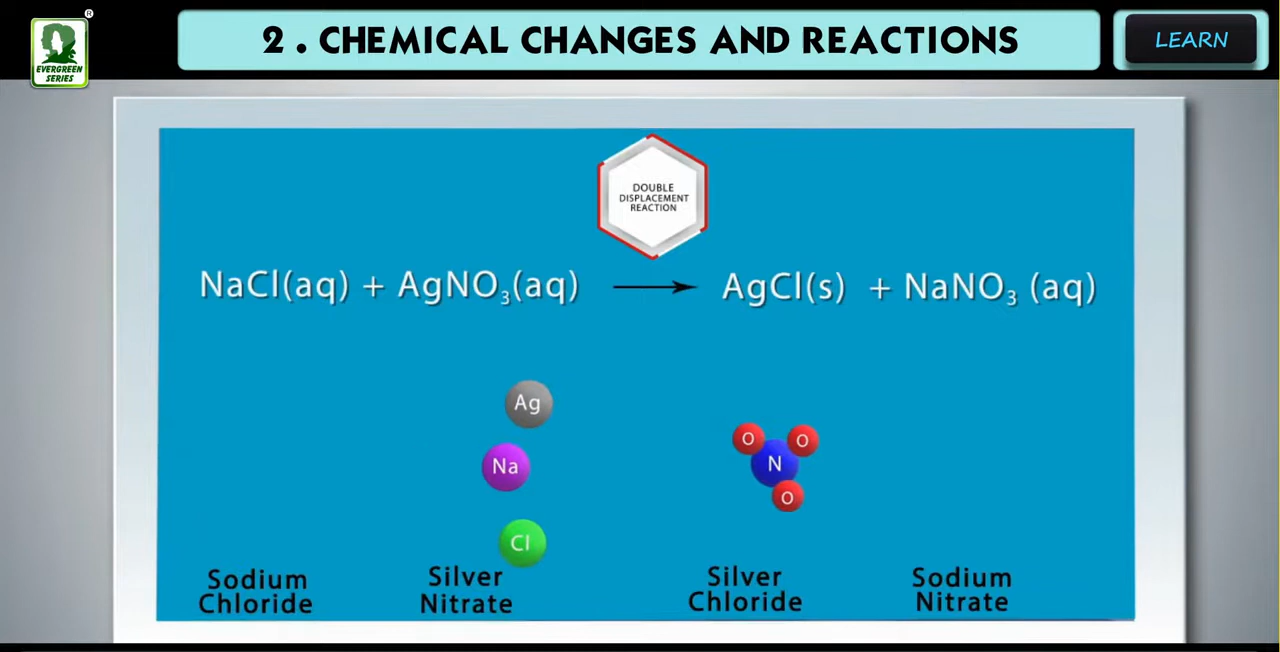 2 . CHEMICAL CHANGES AND REACTIONS
LEARN
®
EVERGREEN
SERIES
DOUBLE
DISPLACEMENT
REACTION
NaCl(aq) + AgNO₃(aq) ⟶ AgCl(s) + NaNO₃ (aq)
Ag
Na
Cl
O O
N
O
Sodium
Chloride
Silver
Nitrate
Silver
Chloride
Sodium
Nitrate